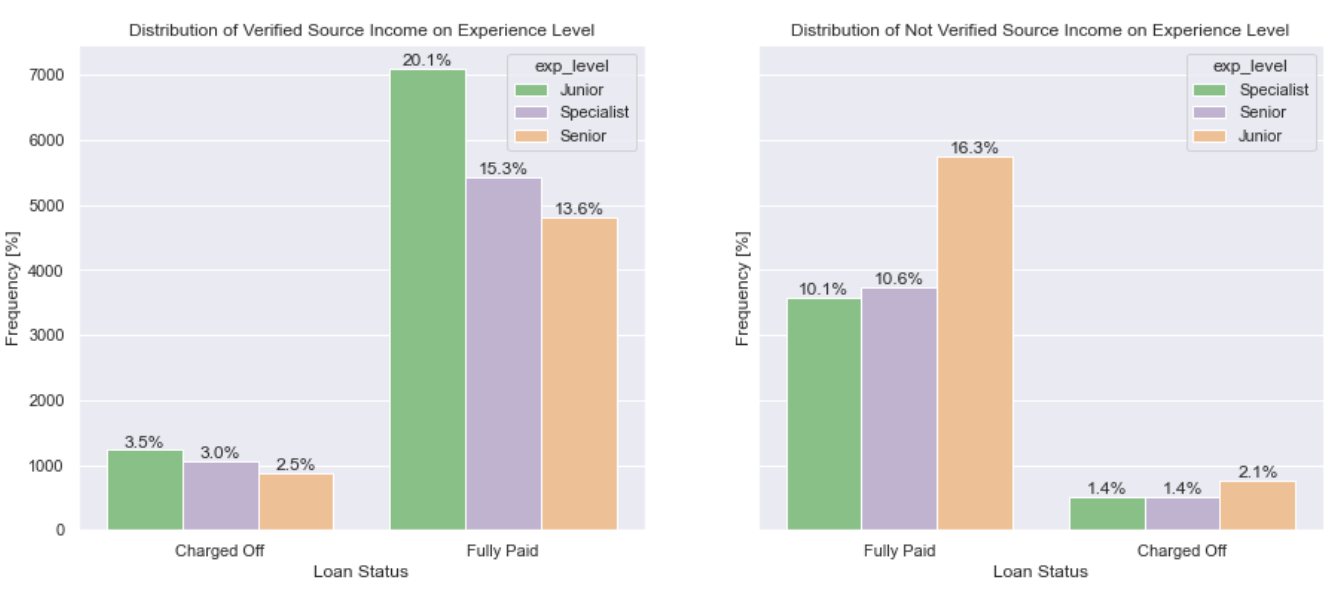 Distribution of Verified Source Income on Experience Level
Frequency [%]
7000
6000
5000
4000
3000
2000
1000
0
20.1%
15.3%
13.6%
3.5%
3.0%
2.5%
exp_level
Junior
Specialist
Senior
Charged Off
Fully Paid
Loan Status
Distribution of Not Verified Source Income on Experience Level
Frequency [%]
exp_level
Specialist
Senior
Junior
16.3%
10.1%
10.6%
1.4%
1.4%
2.1%
Fully Paid
Charged Off
Loan Status